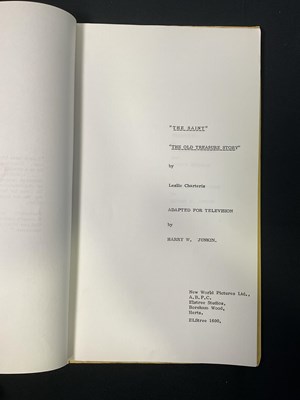 "THE SAINT"
"THE OLD TREASURE STORY"
by
Leslie Charteris
ADAPTED FOR TELEVISION
by
HARRY W. JUNKIN.
New World Pictures Ltd.,
A.B.P.C.
Elstree Studios,
Boreham Wood,
Herts.
ELStree 1600,